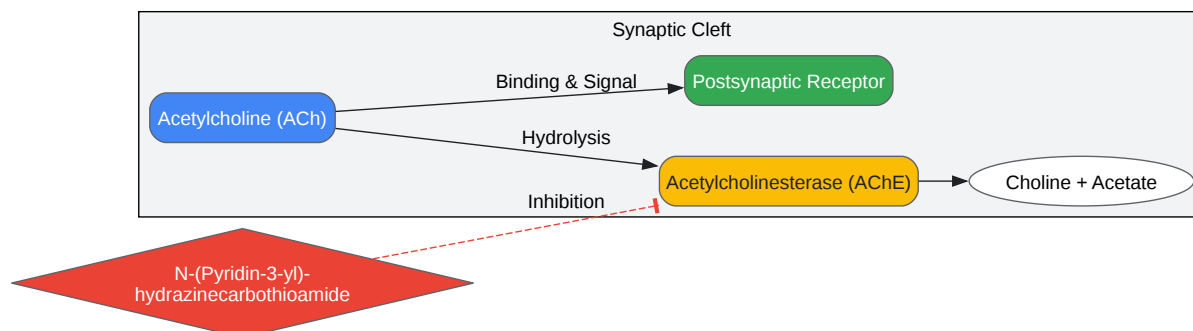 Synaptic Cleft
Binding & Signal
Postsynaptic Receptor
Acetylcholine (ACh)
Hydrolysis
Acetylcholinesterase (AChE)
Choline + Acetate
Inhibition
N-(Pyridin-3-yl)-
hydrazinecarbothioamide